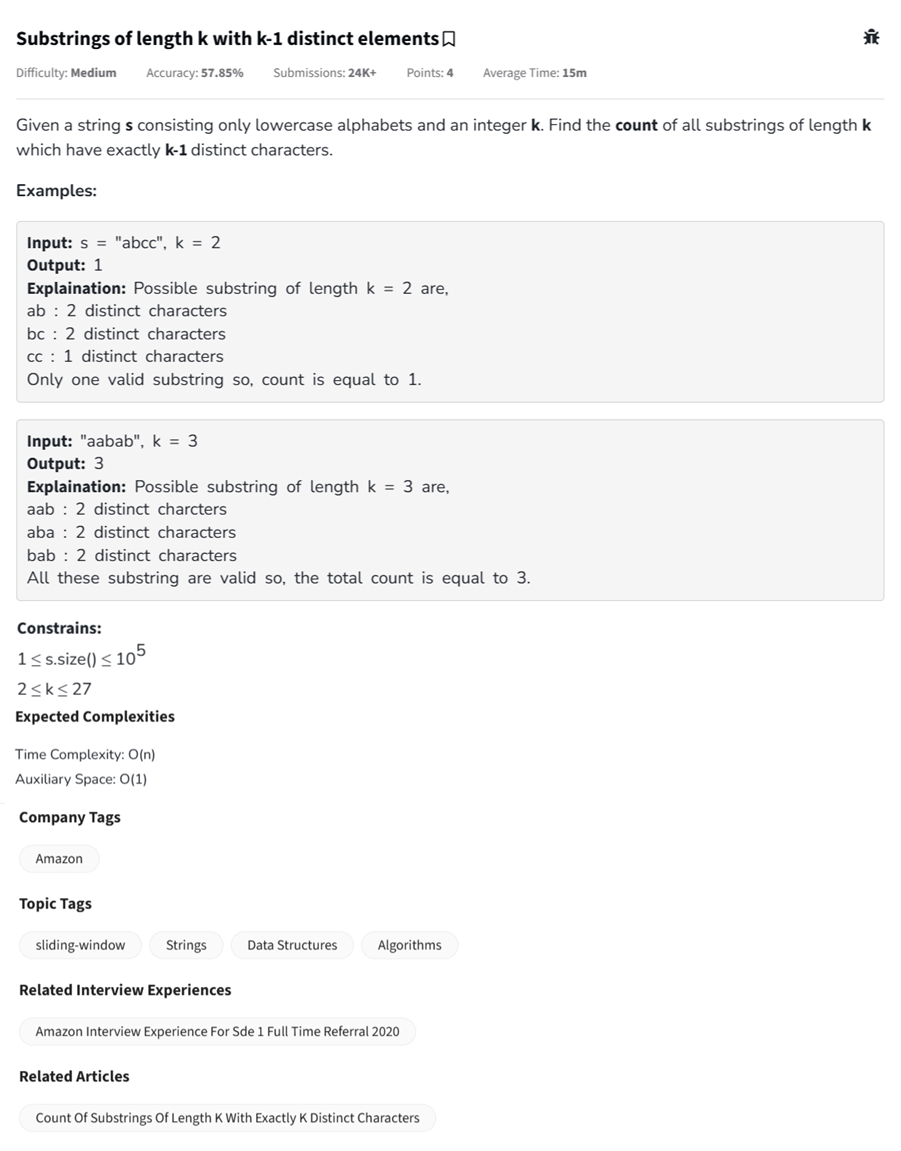 Substrings of length k with k-1 distinct elements
Difficulty: Medium Accuracy: 57.85% Submissions: 24K+ Points: 4 Average Time: 15m
Given a string s consisting only lowercase alphabets and an integer k. Find the count of all substrings of length k
which have exactly k-1 distinct characters.
Examples:
Input: s = "abcc", k = 2
Output: 1
Explaination: Possible substring of length k = 2 are,
ab : 2 distinct characters
bc : 2 distinct characters
cc : 1 distinct characters
Only one valid substring so, count is equal to 1.
Input: "aabab", k = 3
Output: 3
Explaination: Possible substring of length k = 3 are,
aab : 2 distinct charcters
aba : 2 distinct characters
bab : 2 distinct characters
All these substring are valid so, the total count is equal to 3.
Constrains:
1 ≤ s.size() ≤ 10⁵
2 ≤ k ≤ 27
Expected Complexities
Time Complexity: O(n)
Auxiliary Space: O(1)
Company Tags
Amazon
Topic Tags
sliding-window Strings Data Structures Algorithms
Related Interview Experiences
Amazon Interview Experience For Sde 1 Full Time Referral 2020
Related Articles
Count Of Substrings Of Length K With Exactly K Distinct Characters